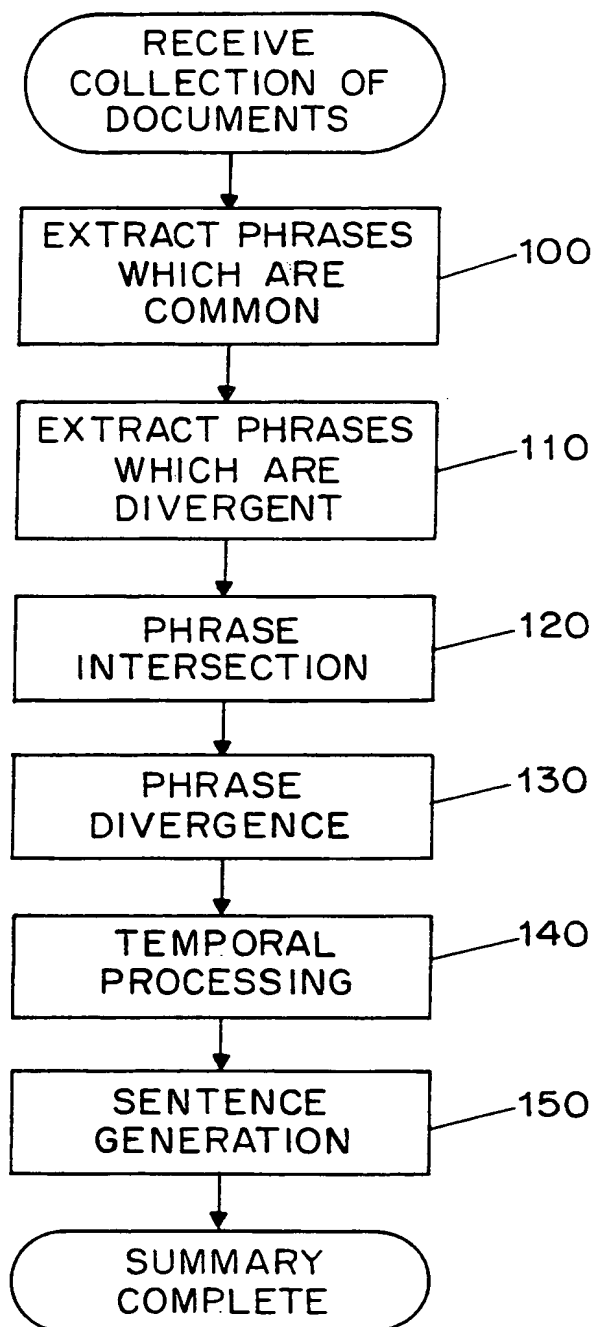 RECEIVE
COLLECTION OF
DOCUMENTS
EXTRACT PHRASES
WHICH ARE
COMMON
100
EXTRACT PHRASES
WHICH ARE
DIVERGENT
110
PHRASE
INTERSECTION
120
PHRASE
DIVERGENCE
130
TEMPORAL
PROCESSING
140
SENTENCE
GENERATION
150
SUMMARY
COMPLETE